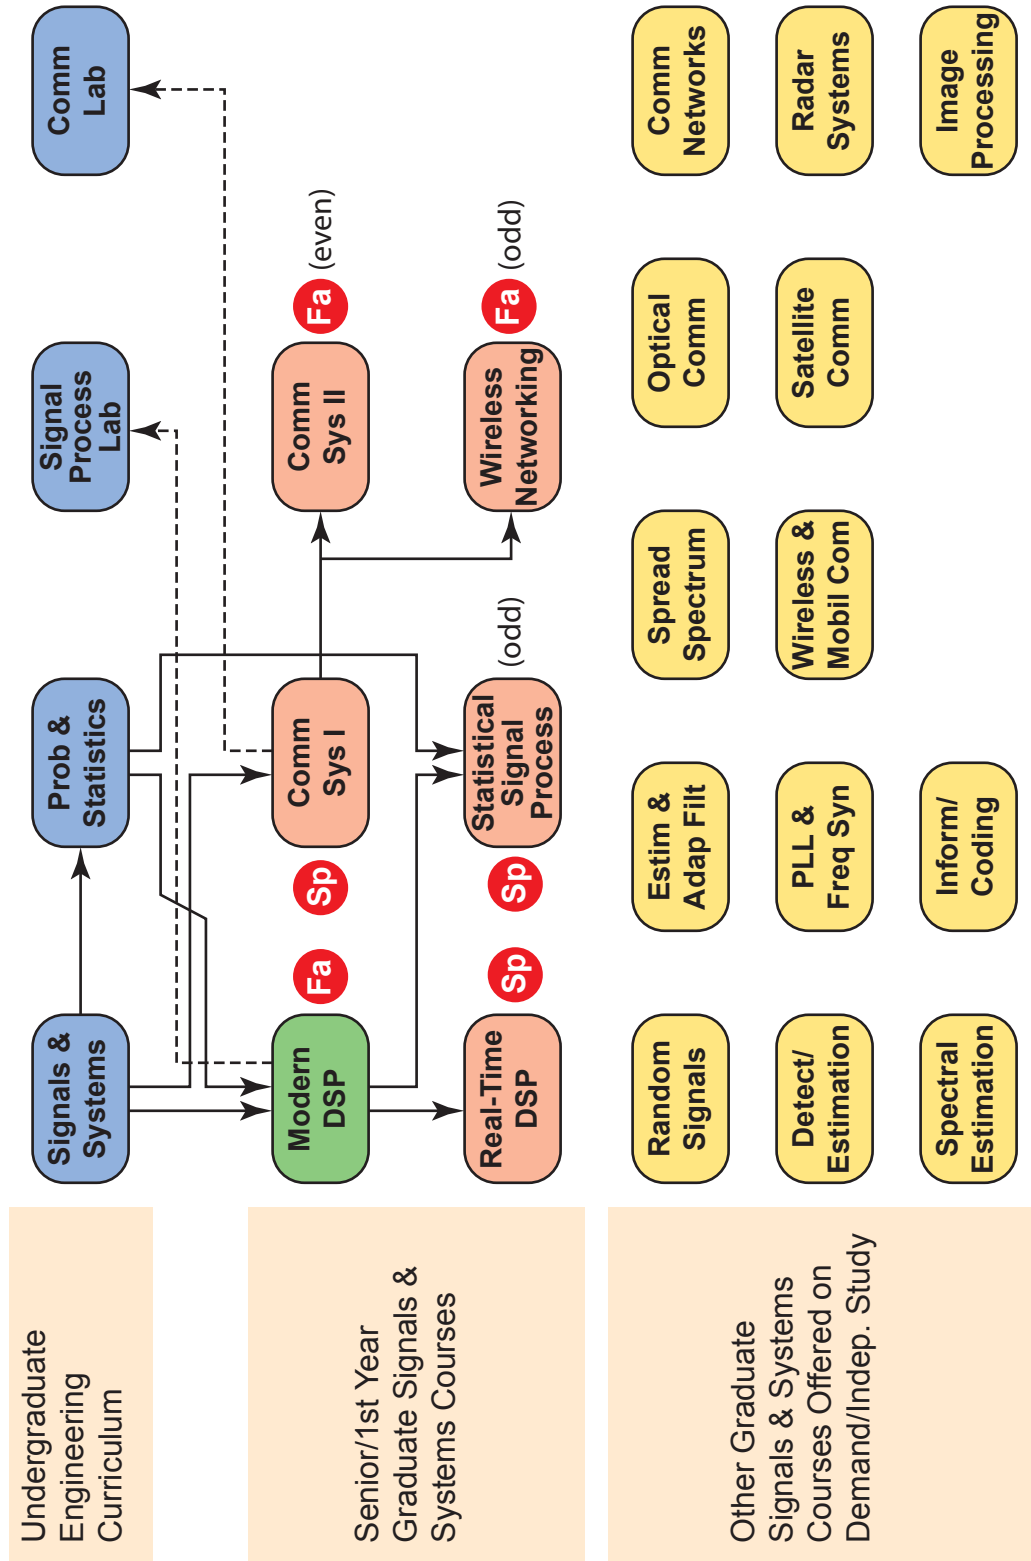 Undergraduate
Engineering
Curriculum
Signals &
Systems
Prob &
Statistics
Signal
Process
Lab
Comm
Lab
Senior/1st Year
Graduate Signals &
Systems Courses
Modern
DSP
Fa
Sp
Comm
Sys I
Comm
Sys II
Fa
(even)
Real-Time
DSP
Sp
Sp
Statistical
Signal
Process
(odd)
Wireless
Networking
Fa
(odd)
Other Graduate
Signals & Systems
Courses Offered on
Demand/Indep. Study
Random
Signals
Estim &
Adap Filt
Spread
Spectrum
Optical
Comm
Comm
Networks
Detect/
Estimation
PLL &
Freq Syn
Wireless &
Mobil Com
Satellite
Comm
Radar
Systems
Spectral
Estimation
Inform/
Coding
Image
Processing